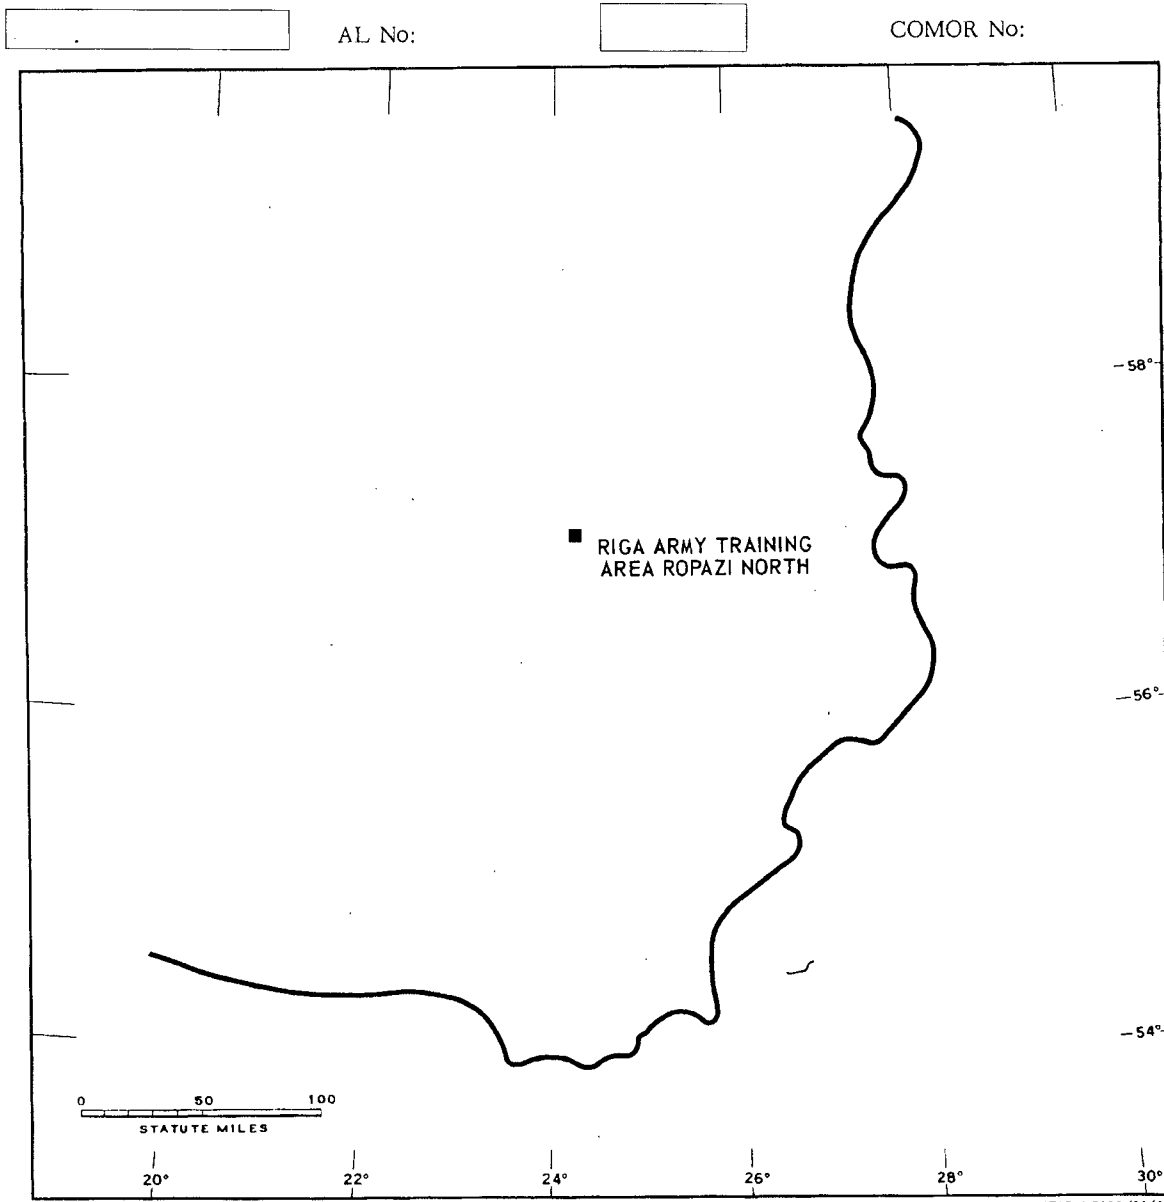 AL No:
COMOR No:
—58°
RIGA ARMY TRAINING
AREA ROPAZI NORTH
—56°
—54°
0 50 100
STATUTE MILES
20° 22° 24° 26° 28° 30°